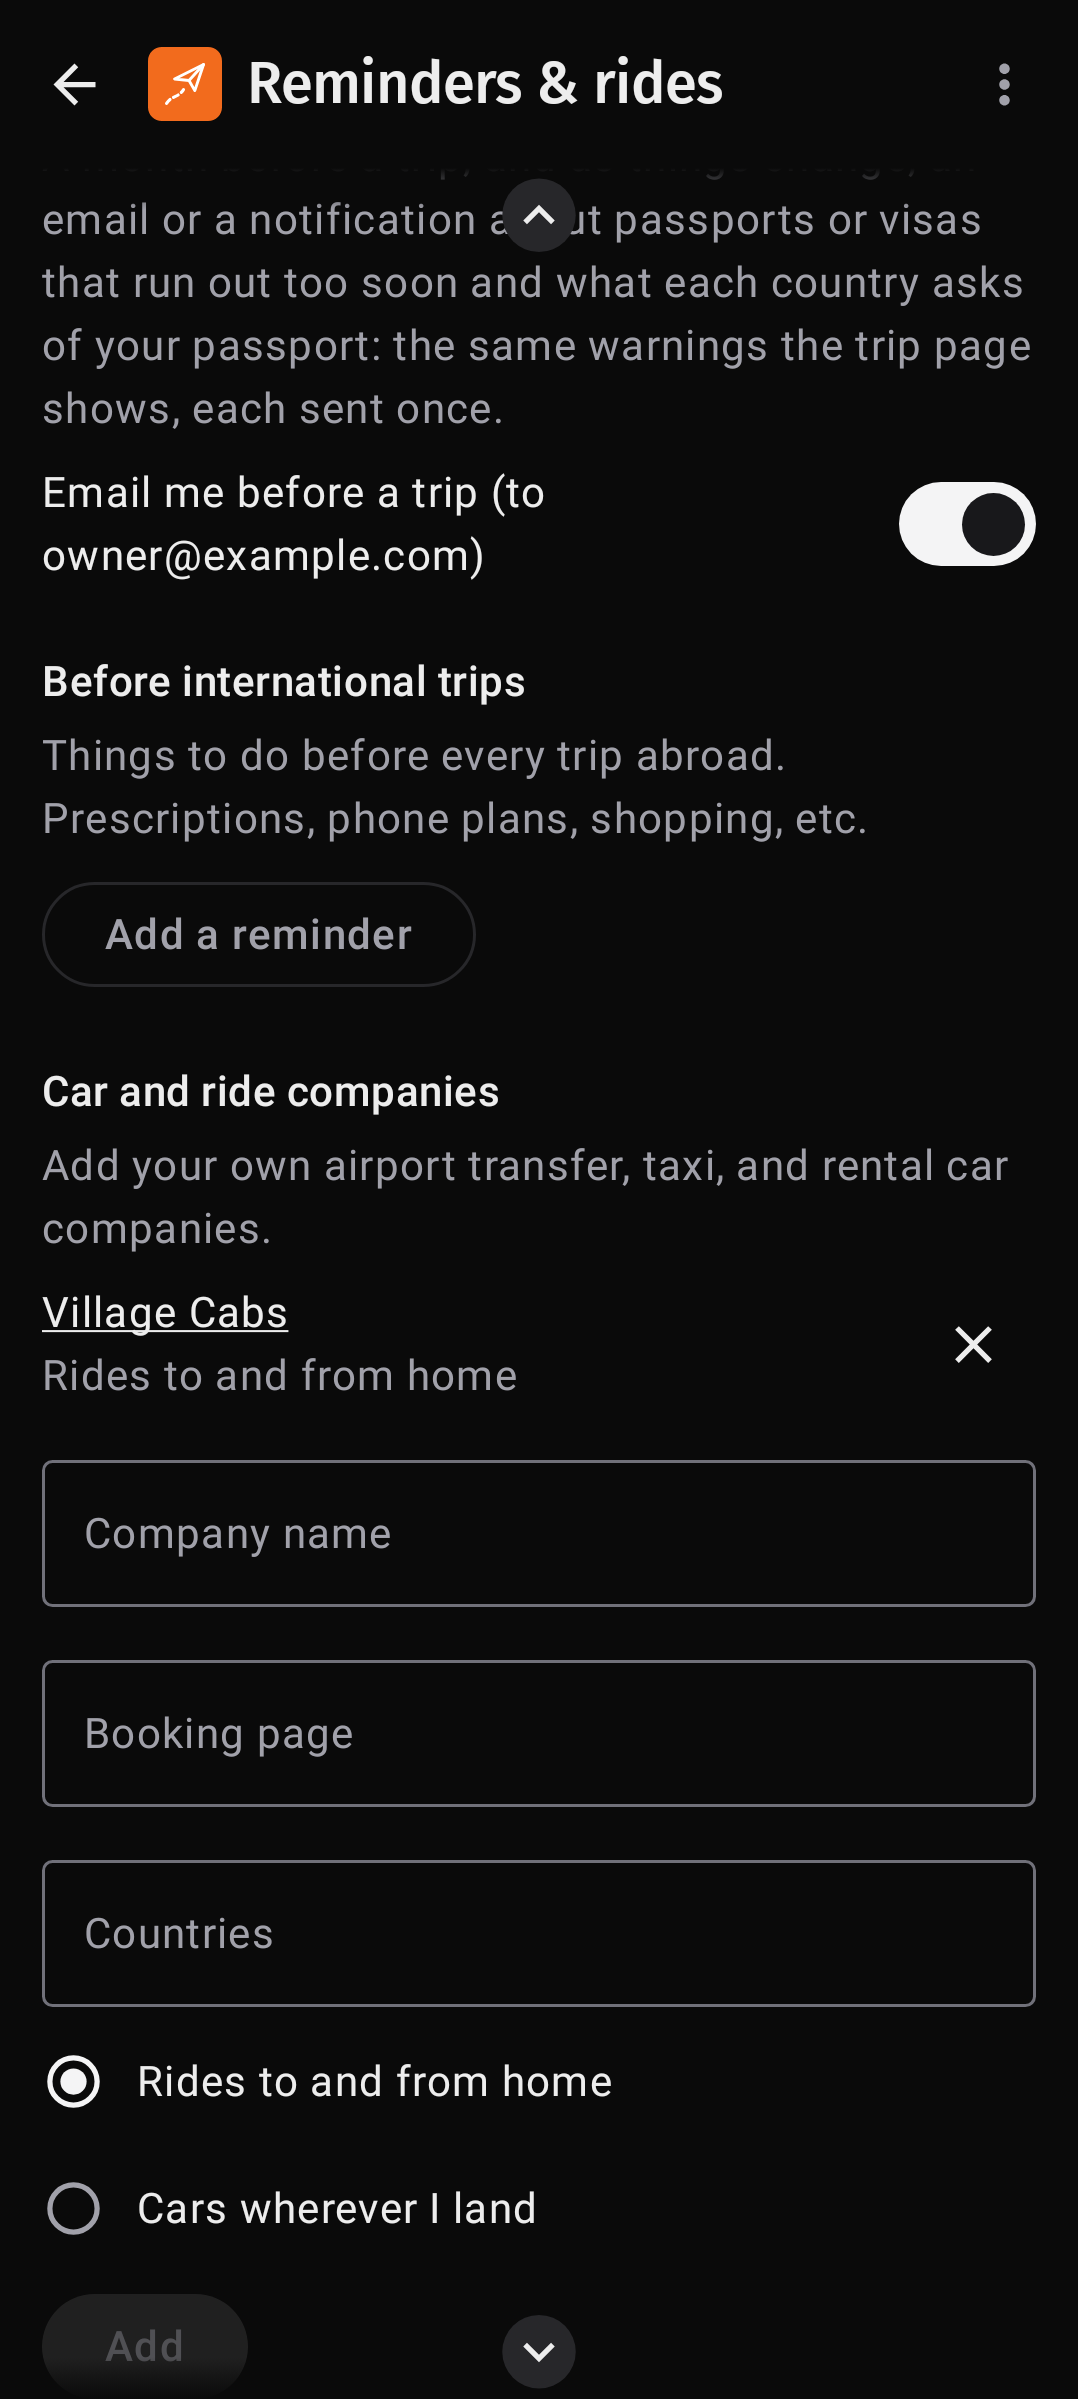 Reminders & rides
email or a notification about passports or visas
that run out too soon and what each country asks
of your passport: the same warnings the trip page
shows, each sent once.
Email me before a trip (to
owner@example.com)
Before international trips
Things to do before every trip abroad.
Prescriptions, phone plans, shopping, etc.
Add a reminder
Car and ride companies
Add your own airport transfer, taxi, and rental car
companies.
Village Cabs
Rides to and from home
Company name
Booking page
Countries
Rides to and from home
Cars wherever I land
Add